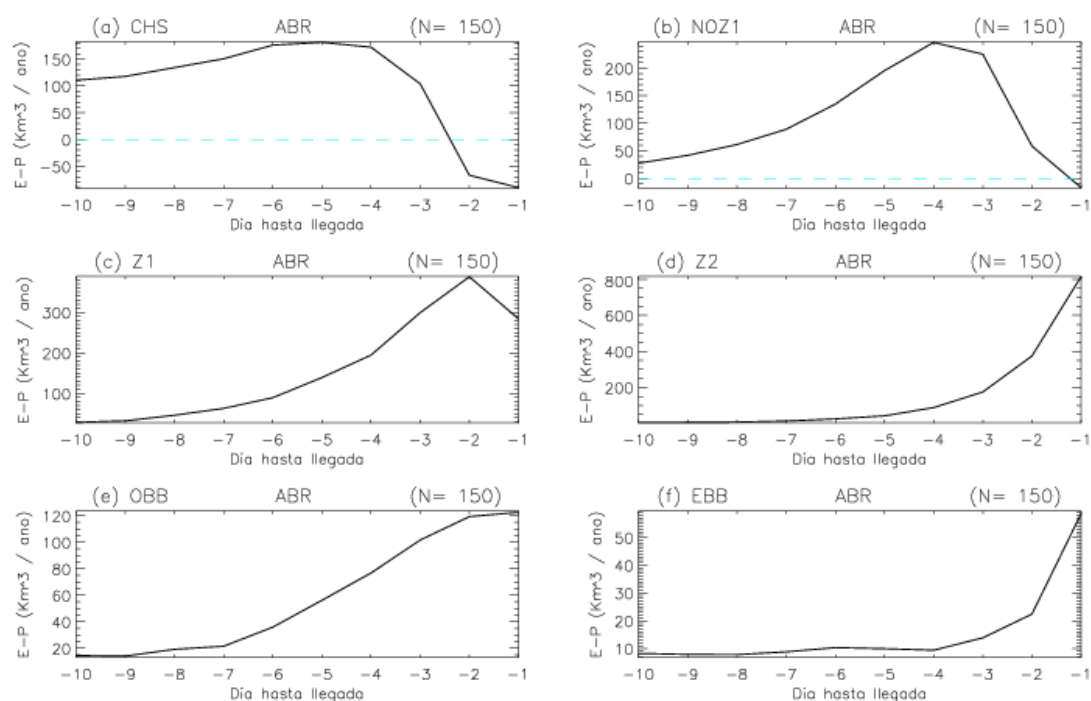 (a) CHS ABR (N= 150)
E-P (Km^3 / ano)
150
100
50
0
-50
-10 -9 -8 -7 -6 -5 -4 -3 -2 -1
Dia hasta llegada
(b) NOZ1 ABR (N= 150)
E-P (Km^3 / ano)
200
150
100
50
0
-10 -9 -8 -7 -6 -5 -4 -3 -2 -1
Dia hasta llegada
(c) Z1 ABR (N= 150)
E-P (Km^3 / ano)
300
200
100
-10 -9 -8 -7 -6 -5 -4 -3 -2 -1
Dia hasta llegada
(d) Z2 ABR (N= 150)
E-P (Km^3 / ano)
800
600
400
200
-10 -9 -8 -7 -6 -5 -4 -3 -2 -1
Dia hasta llegada
(e) OBB ABR (N= 150)
E-P (Km^3 / ano)
120
100
80
60
40
20
-10 -9 -8 -7 -6 -5 -4 -3 -2 -1
Dia hasta llegada
(f) EBB ABR (N= 150)
E-P (Km^3 / ano)
50
40
30
20
10
-10 -9 -8 -7 -6 -5 -4 -3 -2 -1
Dia hasta llegada